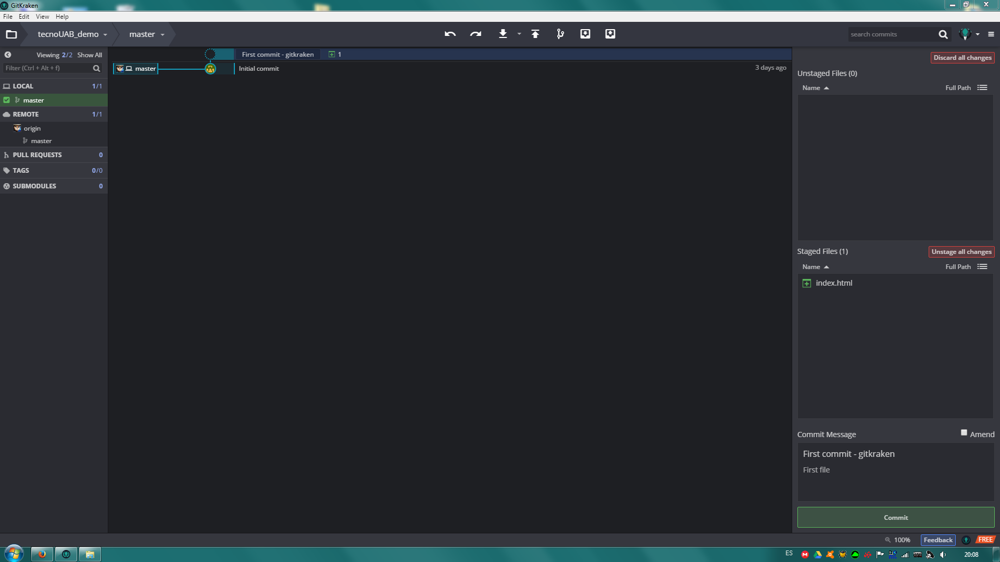 GitKraken
File Edit View Help
tecnoUAB_demo master search commits
Viewing 2/2 Show All
Filter (Ctrl + Alt + f)
LOCAL 1/1
master
REMOTE 1/1
origin
master
PULL REQUESTS 0
TAGS 0/0
SUBMODULES 0
First commit - gitkraken 1
master Initial commit 3 days ago
Discard all changes
Unstaged Files (0)
Name Full Path
Staged Files (1) Unstage all changes
Name Full Path
index.html
Commit Message Amend
First commit - gitkraken
First file
Commit
100% Feedback FREE
ES 20:08